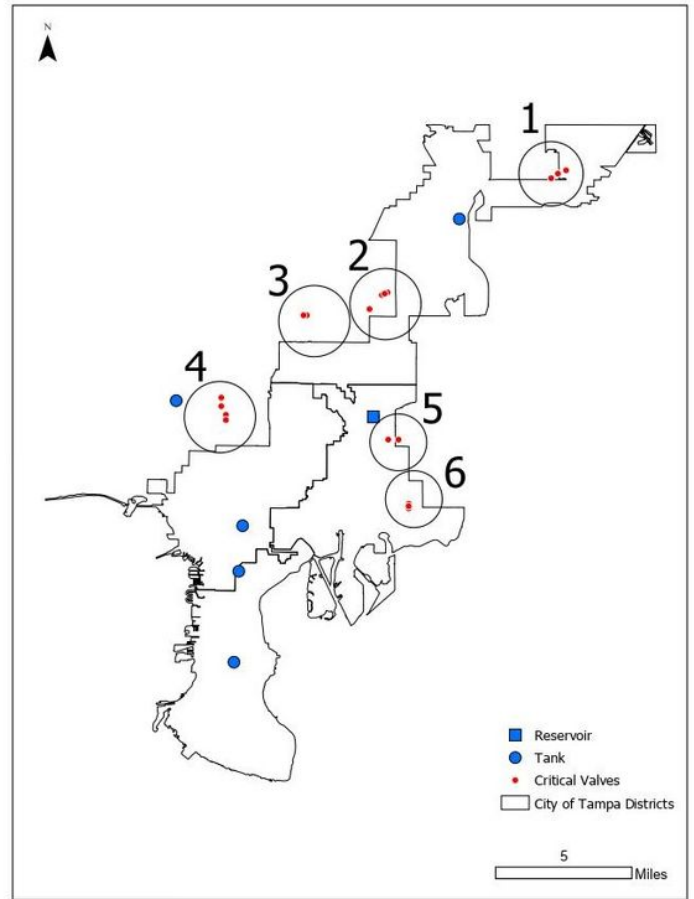 N
1
2
3
4
5
6
Reservoir
Tank
Critical Valves
City of Tampa Districts
5
Miles